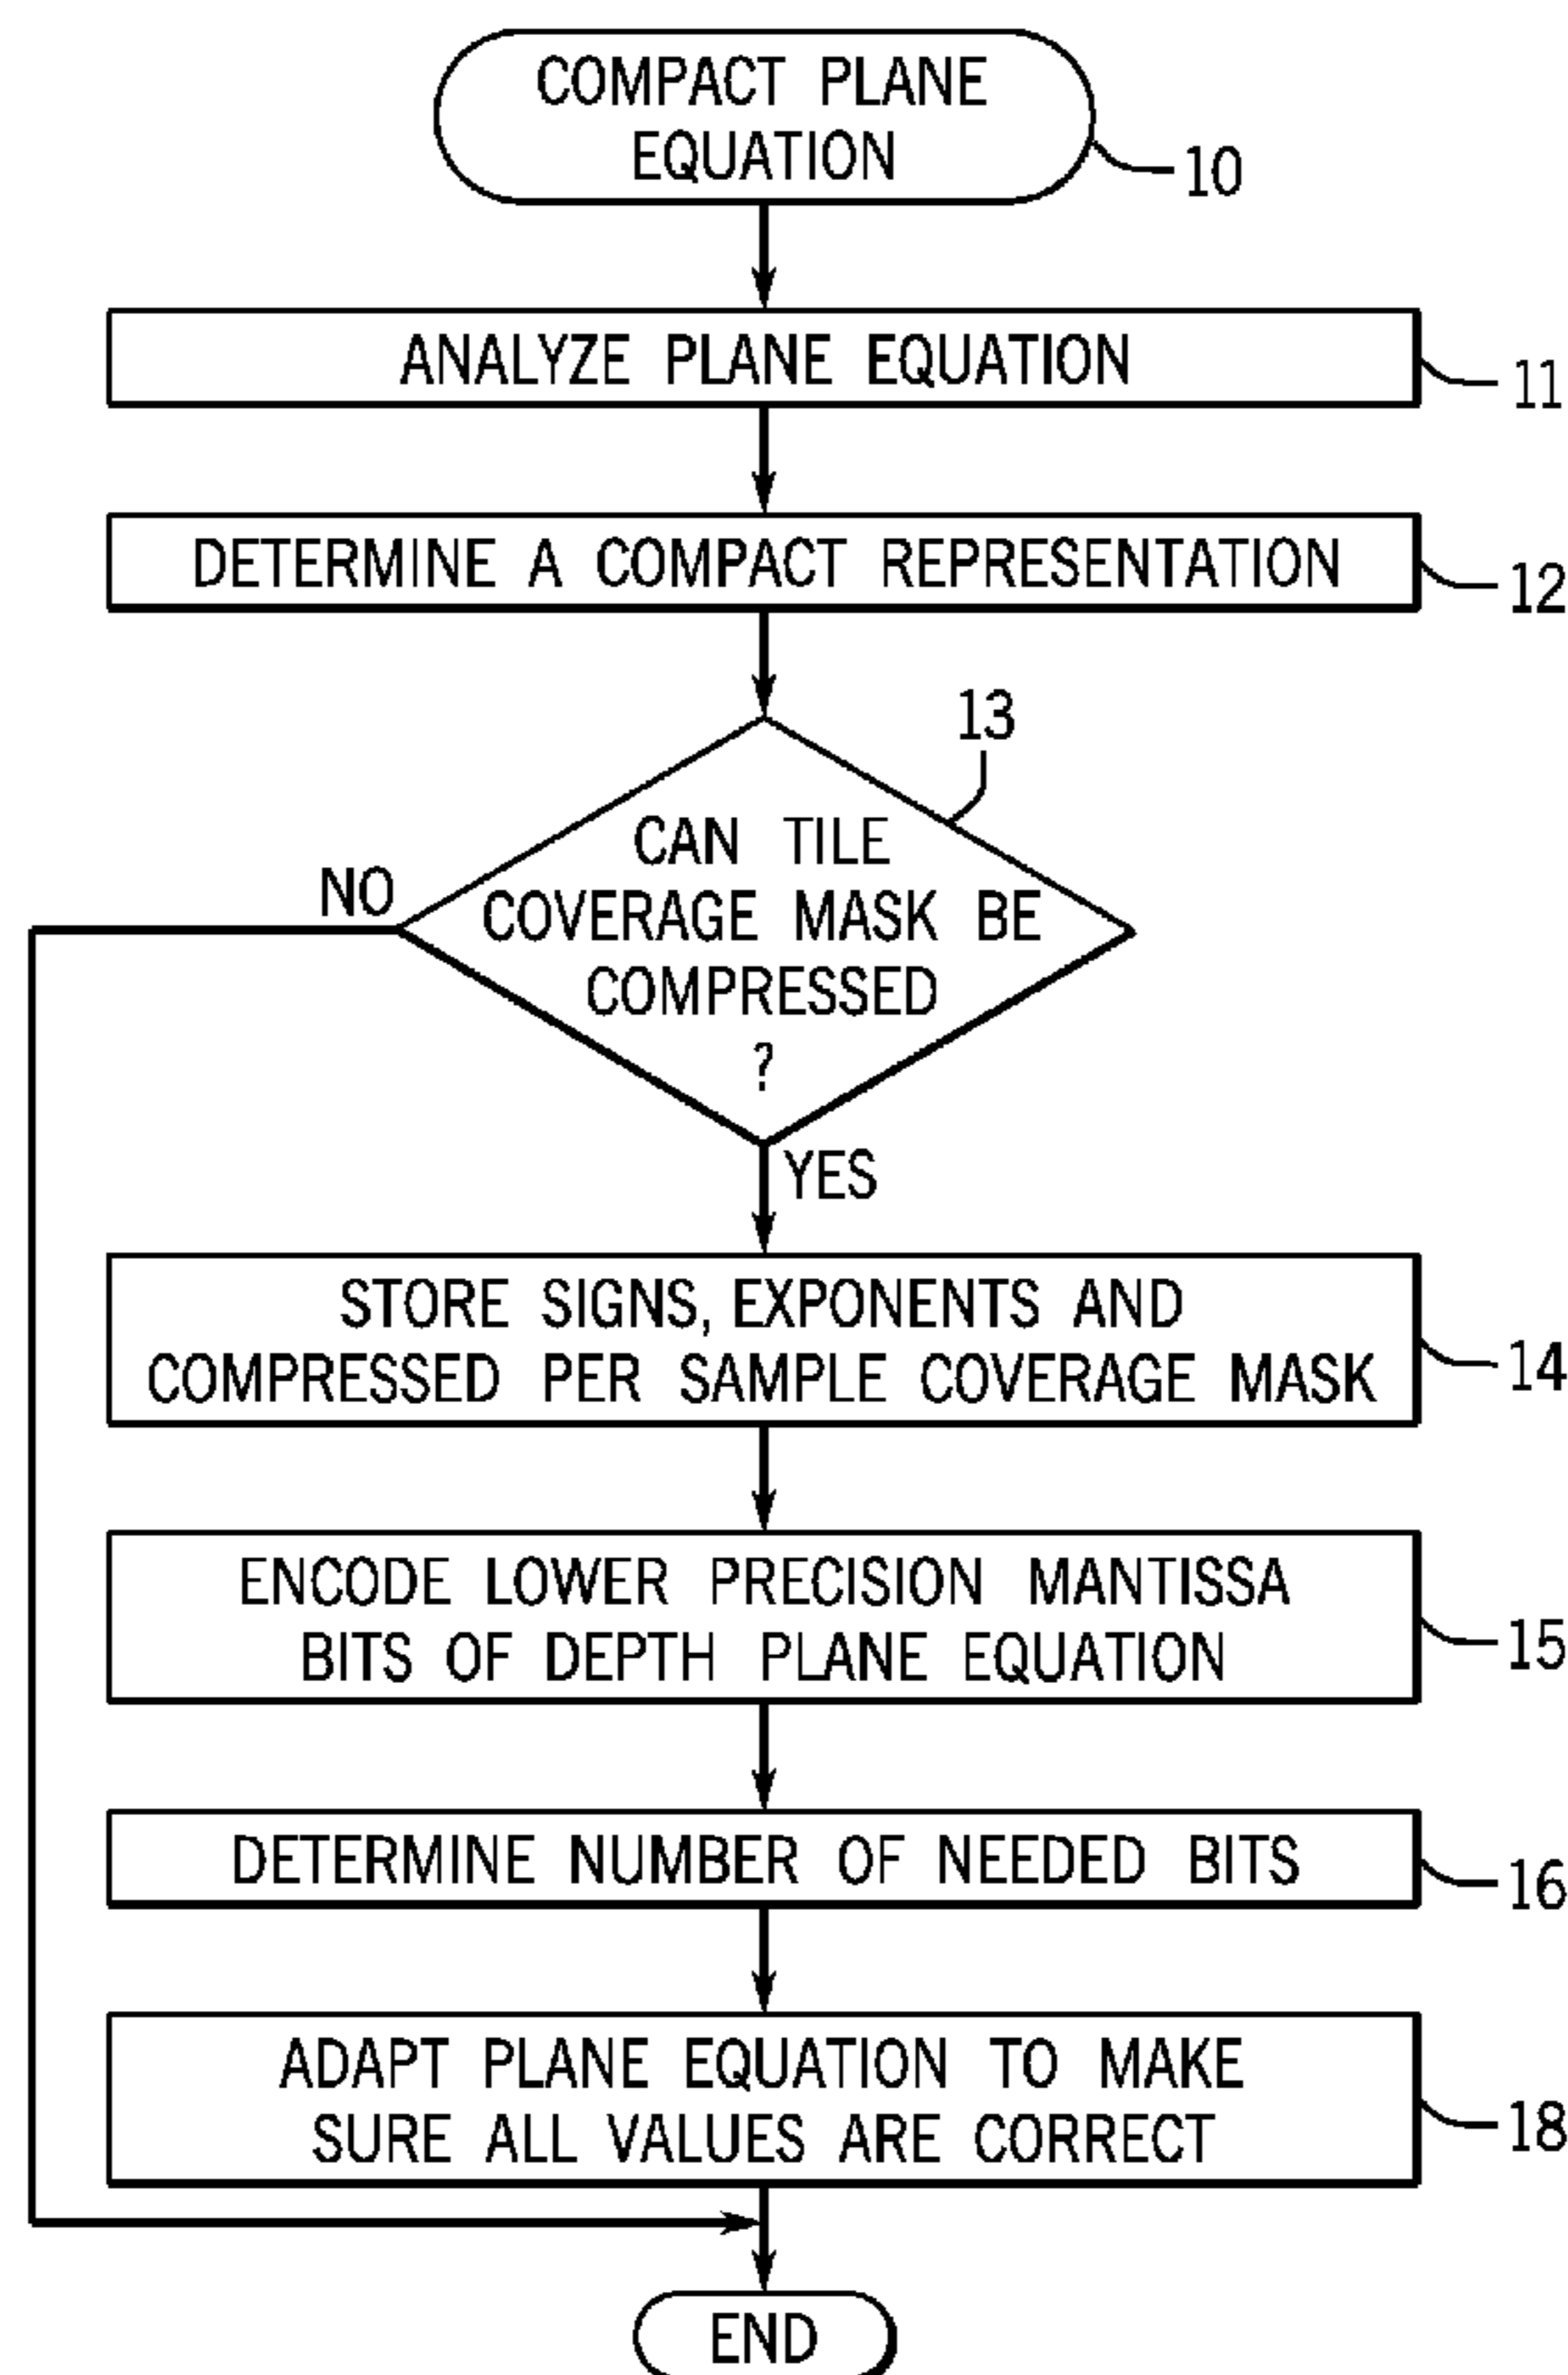 COMPACT PLANE
EQUATION
10
ANALYZE PLANE EQUATION
11
DETERMINE A COMPACT REPRESENTATION
12
13
CAN TILE
COVERAGE MASK BE
COMPRESSED
?
NO
YES
STORE SIGNS, EXPONENTS AND
COMPRESSED PER SAMPLE COVERAGE MASK
14
ENCODE LOWER PRECISION MANTISSA
BITS OF DEPTH PLANE EQUATION
15
DETERMINE NUMBER OF NEEDED BITS
16
ADAPT PLANE EQUATION TO MAKE
SURE ALL VALUES ARE CORRECT
18
END